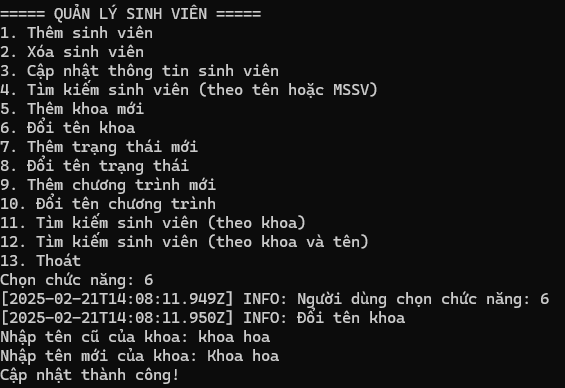 ===== QUẢN LÝ SINH VIÊN =====
1. Thêm sinh viên
2. Xóa sinh viên
3. Cập nhật thông tin sinh viên
4. Tìm kiếm sinh viên (theo tên hoặc MSSV)
5. Thêm khoa mới
6. Đổi tên khoa
7. Thêm trạng thái mới
8. Đổi tên trạng thái
9. Thêm chương trình mới
10. Đổi tên chương trình
11. Tìm kiếm sinh viên (theo khoa)
12. Tìm kiếm sinh viên (theo khoa và tên)
13. Thoát
Chọn chức năng: 6
[2025-02-21T14:08:11.949Z] INFO: Người dùng chọn chức năng: 6
[2025-02-21T14:08:11.950Z] INFO: Đổi tên khoa
Nhập tên cũ của khoa: khoa hoa
Nhập tên mới của khoa: Khoa hoa
Cập nhật thành công!